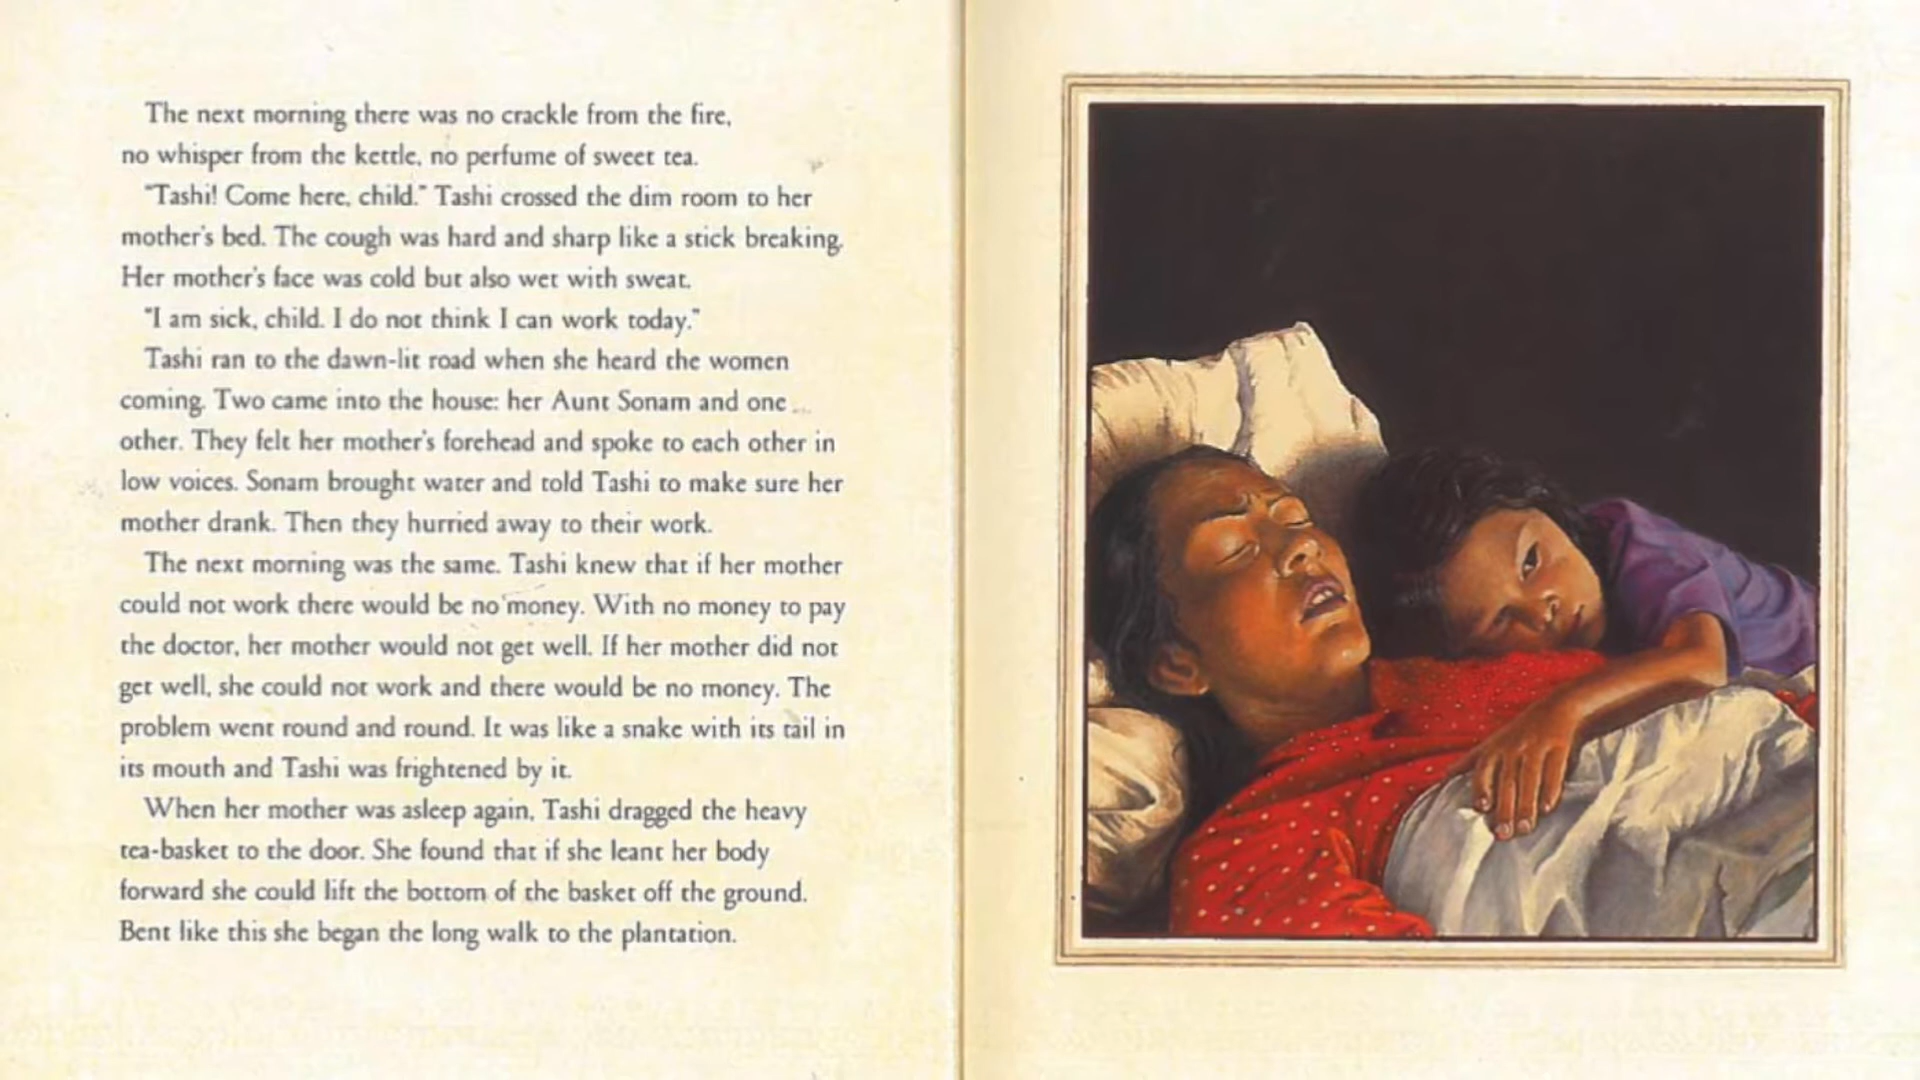 The next morning there was no crackle from the fire,
no whisper from the kettle, no perfume of sweet tea.
"Tashi! Come here, child." Tashi crossed the dim room to her
mother's bed. The cough was hard and sharp like a stick breaking.
Her mother's face was cold but also wet with sweat.
"I am sick, child. I do not think I can work today."
Tashi ran to the dawn-lit road when she heard the women
coming. Two came into the house: her Aunt Sonam and one
other. They felt her mother's forehead and spoke to each other in
low voices. Sonam brought water and told Tashi to make sure her
mother drank. Then they hurried away to their work.
The next morning was the same. Tashi knew that if her mother
could not work there would be no money. With no money to pay
the doctor, her mother would not get well. If her mother did not
get well, she could not work and there would be no money. The
problem went round and round. It was like a snake with its tail in
its mouth and Tashi was frightened by it.
When her mother was asleep again, Tashi dragged the heavy
tea-basket to the door. She found that if she leant her body
forward she could lift the bottom of the basket off the ground.
Bent like this she began the long walk to the plantation.